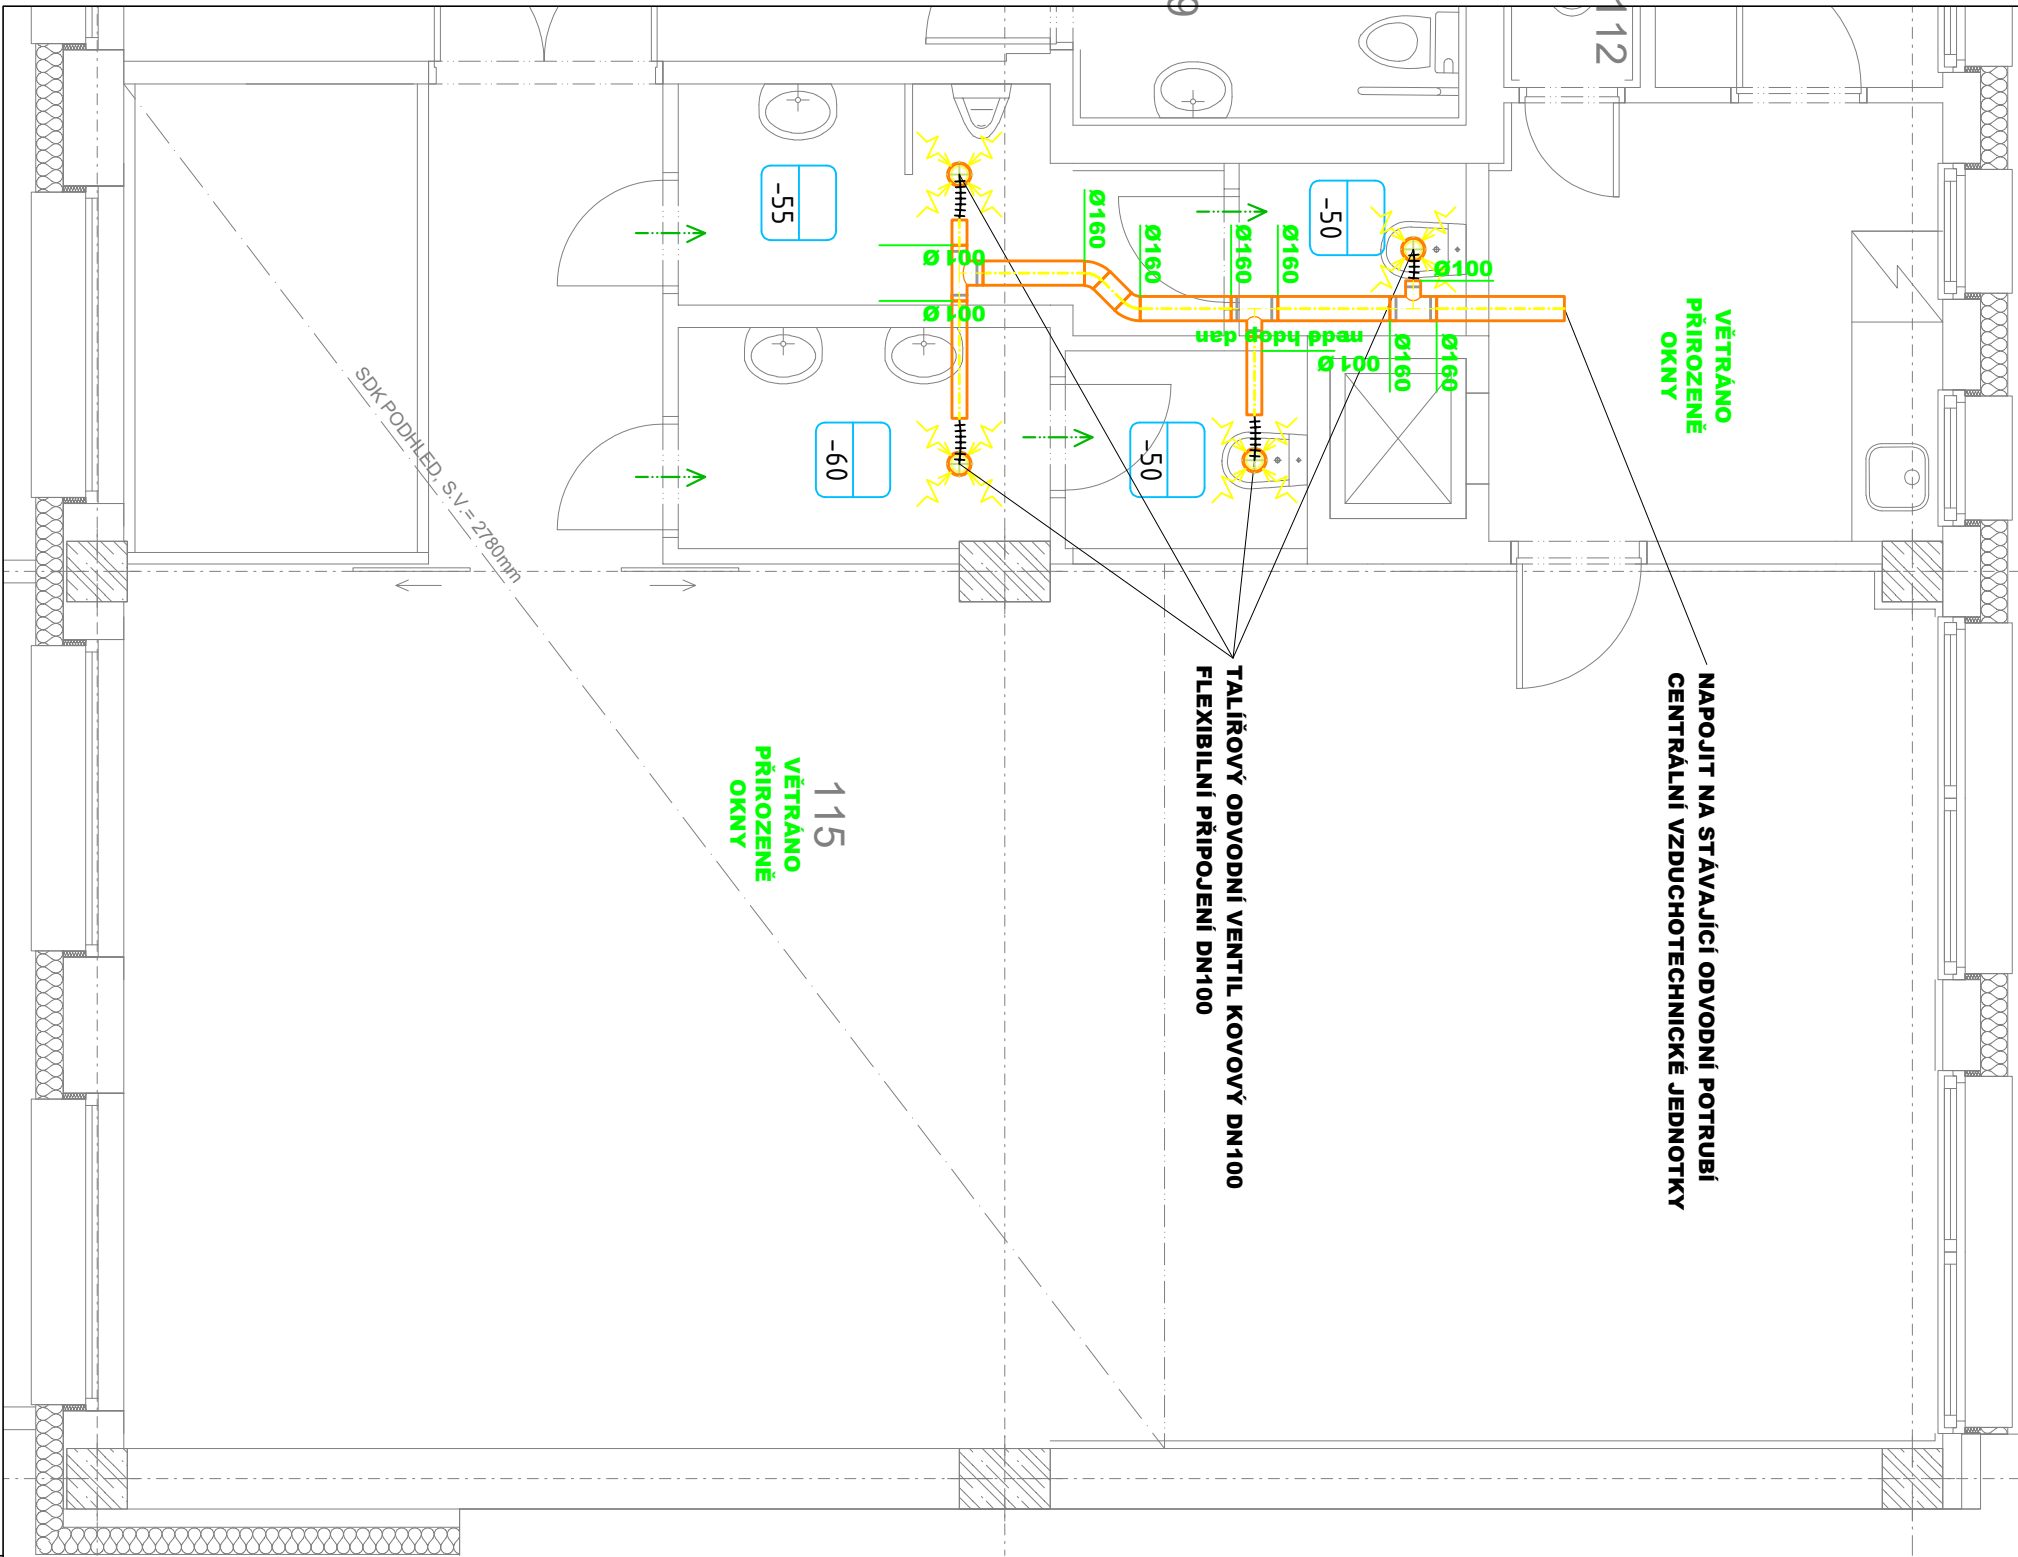 9
112
-55
-50
-60
-50
Ø160
Ø160
Ø160
Ø160
Ø100
Ø100
Ø100
Ø100
Ø160
Ø160
nad podhledem
VĚTRÁNO
PŘIROZENĚ
OKNY
SDK PODHLED, S.V.= 2780mm
115
VĚTRÁNO
PŘIROZENĚ
OKNY
TALÍŘOVÝ ODVODNÍ VENTIL KOVOVÝ DN100
FLEXIBILNÍ PŘIPOJENÍ DN100
NAPOJIT NA STÁVAJÍCÍ ODVODNÍ POTRUBÍ
CENTRÁLNÍ VZDUCHOTECHNICKÉ JEDNOTKY